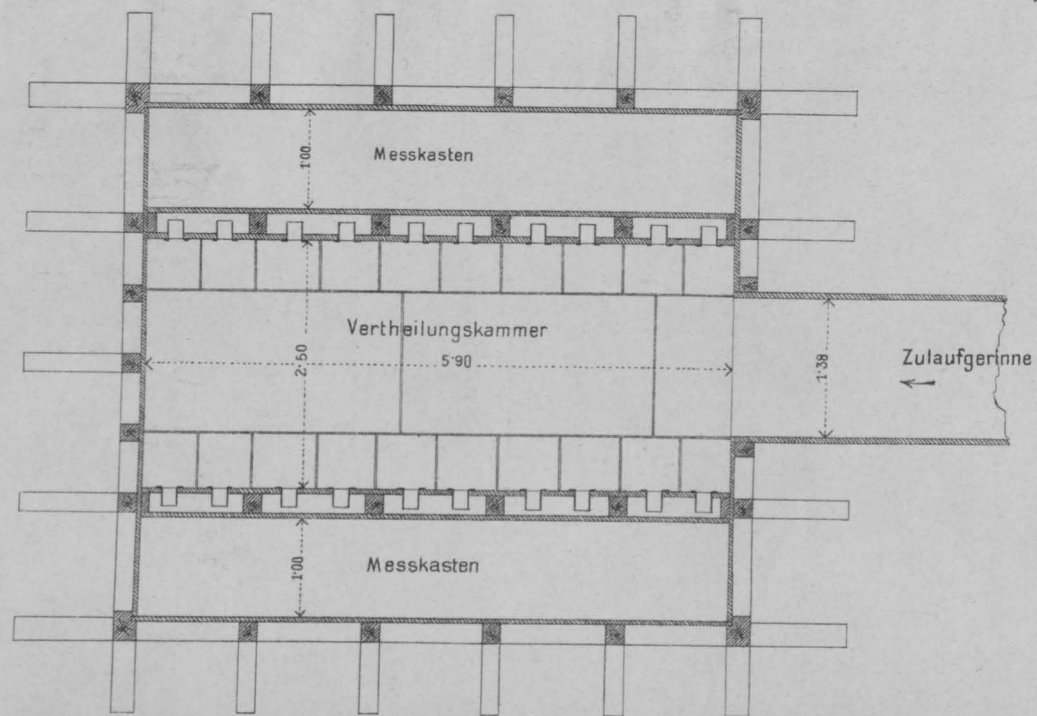 1·00
Messkasten
Vertheilungskammer
2·50
5·90
1·38
Zulaufgerinne
1·00
Messkasten